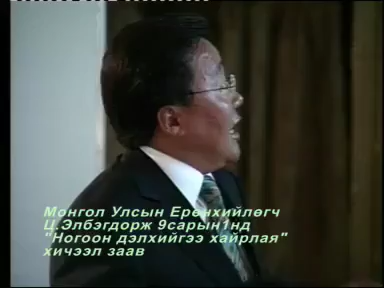 Монгол Улсын Ерөнхийлөгч
Ц.Элбэгдорж 9сарын1нд
"Ногоон дэлхийгээ хайрлая"
хичээл заав